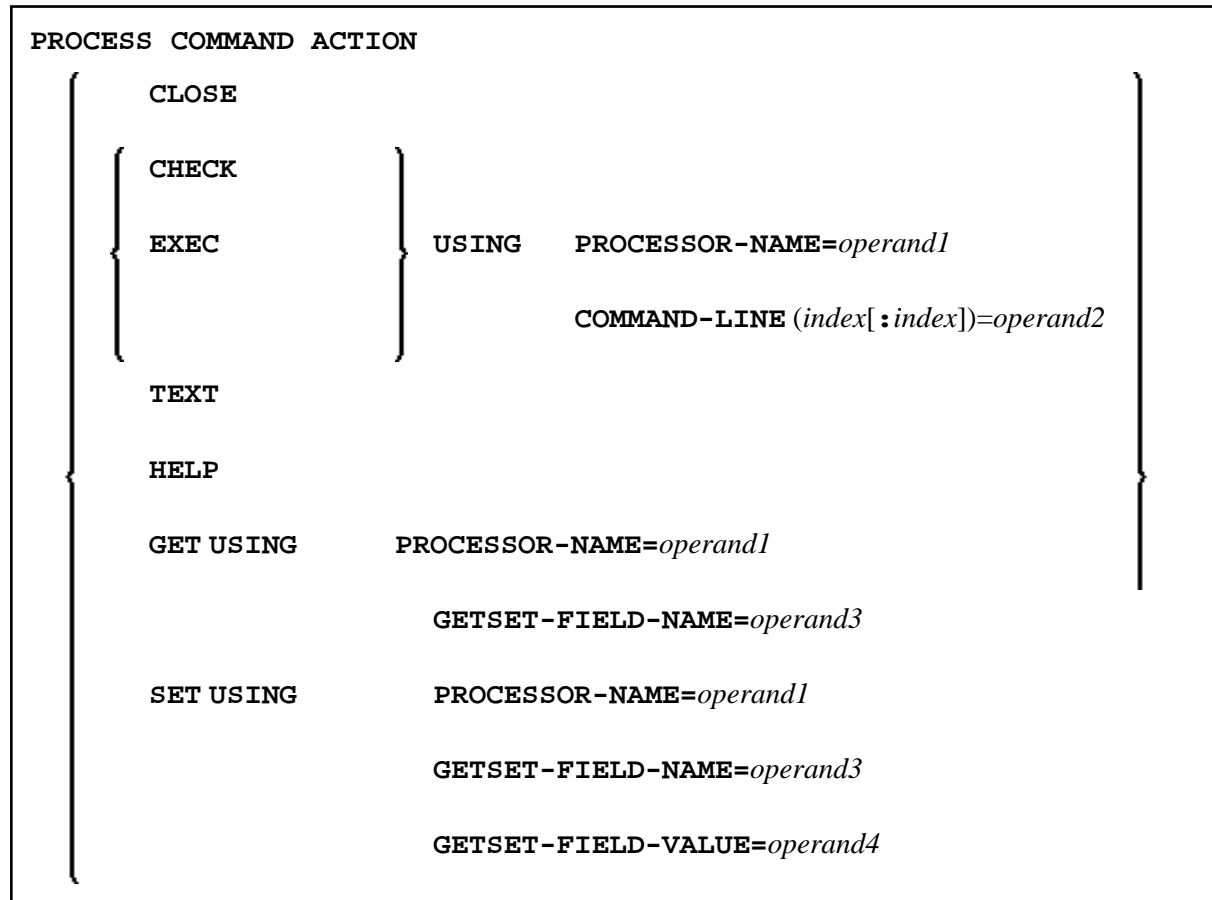 PROCESS COMMAND ACTION
CLOSE
CHECK
EXEC USING PROCESSOR-NAME=operand1
COMMAND-LINE (index[:index])=operand2
TEXT
HELP
GET USING PROCESSOR-NAME=operand1
GETSET-FIELD-NAME=operand3
SET USING PROCESSOR-NAME=operand1
GETSET-FIELD-NAME=operand3
GETSET-FIELD-VALUE=operand4